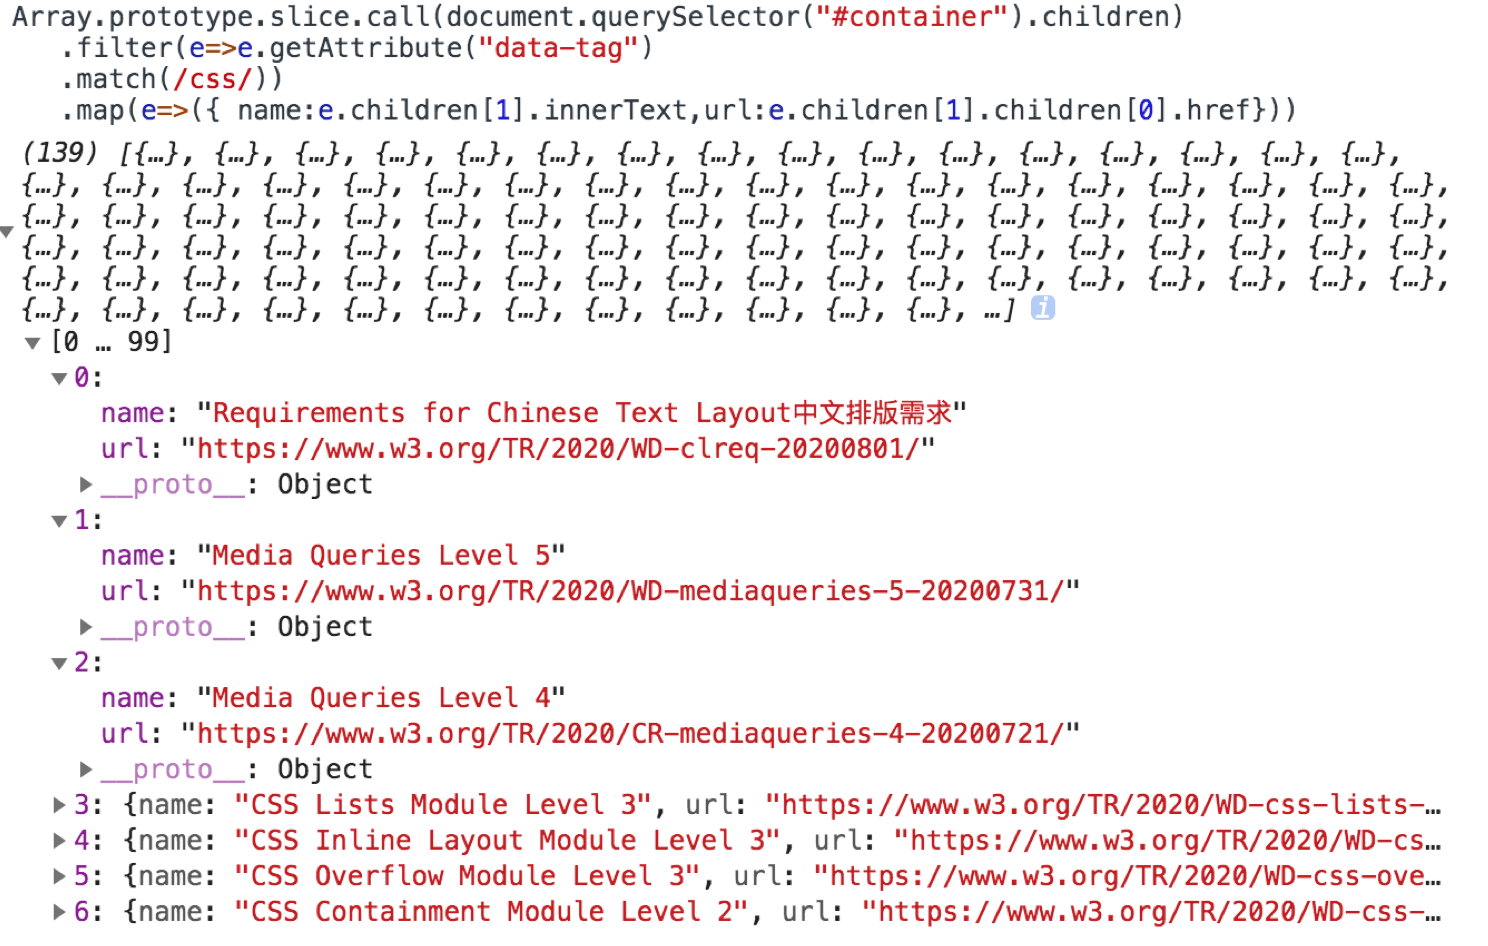 Array.prototype.slice.call(document.querySelector("#container").children)
.filter(e=>e.getAttribute("data-tag")
.match(/css/))
.map(e=>({ name:e.children[1].innerText,url:e.children[1].children[0].href}))
(139) [{…}, {…}, {…}, {…}, {…}, {…}, {…}, {…}, {…}, {…}, {…}, {…}, {…}, {…}, {…}, {…},
{…}, {…}, {…}, {…}, {…}, {…}, {…}, {…}, {…}, {…}, {…}, {…}, {…}, {…}, {…}, {…}, {…}, {…},
{…}, {…}, {…}, {…}, {…}, {…}, {…}, {…}, {…}, {…}, {…}, {…}, {…}, {…}, {…}, {…}, {…}, {…},
{…}, {…}, {…}, {…}, {…}, {…}, {…}, {…}, {…}, {…}, {…}, {…}, {…}, {…}, {…}, {…}, {…}, {…},
{…}, {…}, {…}, {…}, {…}, {…}, {…}, {…}, {…}, {…}, {…}, {…}, {…}, {…}, {…}, {…}, {…}, {…},
{…}, {…}, {…}, {…}, {…}, {…}, {…}, {…}, {…}, {…}, {…}, {…}, …] i
▼ [0 … 99]
▼ 0:
name: "Requirements for Chinese Text Layout中文排版需求"
url: "https://www.w3.org/TR/2020/WD-clreq-20200801/"
▶ __proto__: Object
▼ 1:
name: "Media Queries Level 5"
url: "https://www.w3.org/TR/2020/WD-mediaqueries-5-20200731/"
▶ __proto__: Object
▼ 2:
name: "Media Queries Level 4"
url: "https://www.w3.org/TR/2020/CR-mediaqueries-4-20200721/"
▶ __proto__: Object
▶ 3: {name: "CSS Lists Module Level 3", url: "https://www.w3.org/TR/2020/WD-css-lists-…
▶ 4: {name: "CSS Inline Layout Module Level 3", url: "https://www.w3.org/TR/2020/WD-cs…
▶ 5: {name: "CSS Overflow Module Level 3", url: "https://www.w3.org/TR/2020/WD-css-ove…
▶ 6: {name: "CSS Containment Module Level 2", url: "https://www.w3.org/TR/2020/WD-css-…